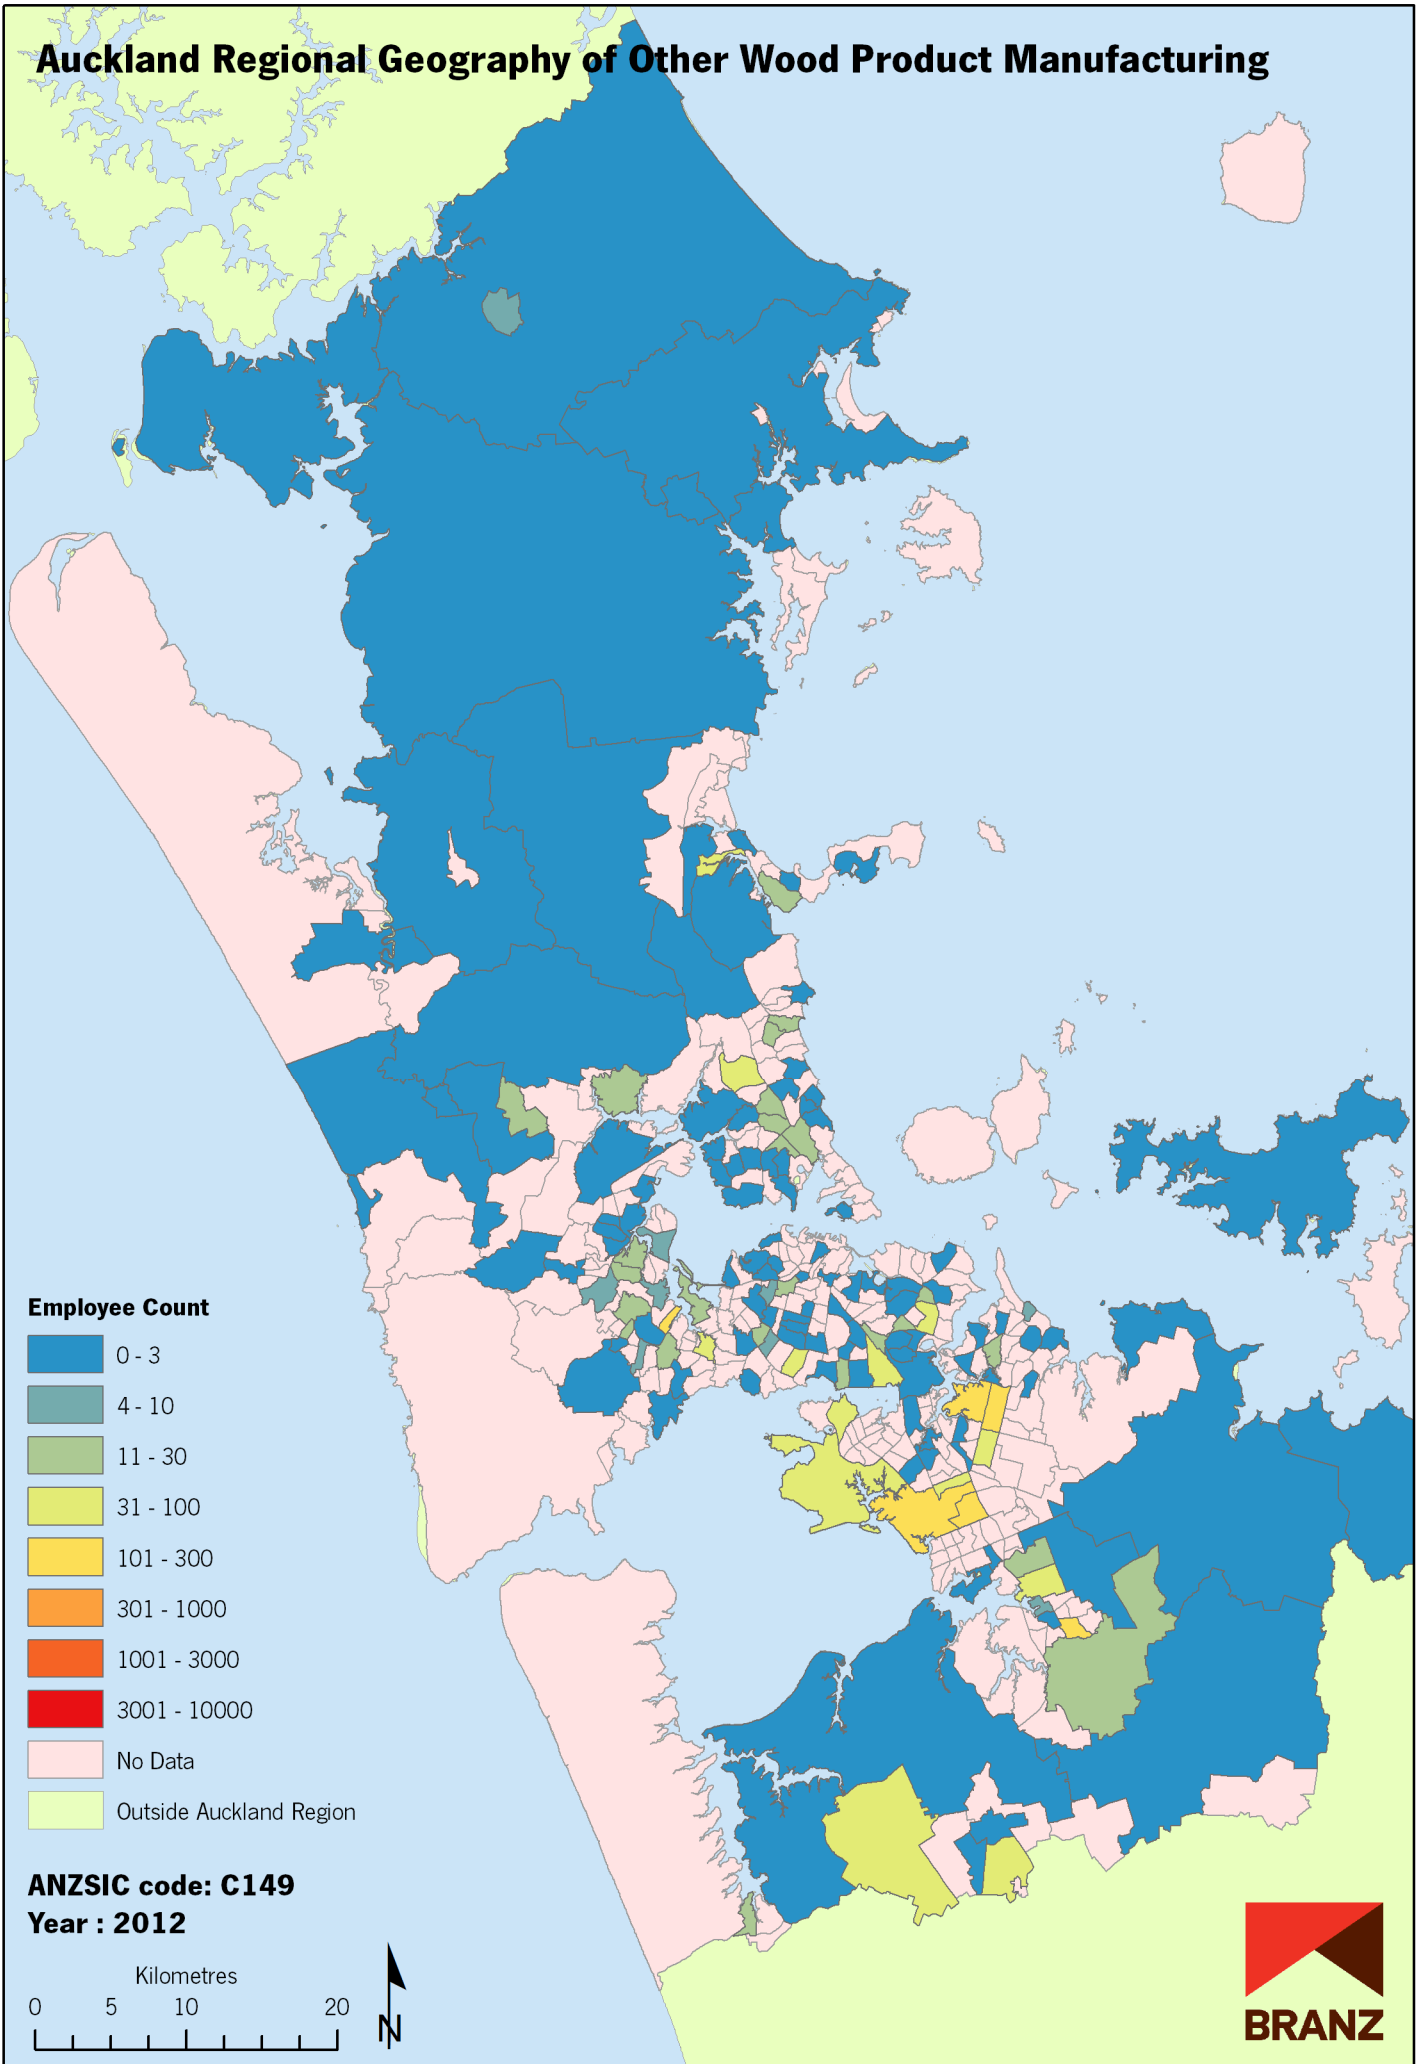 Auckland Regional Geography of Other Wood Product Manufacturing
Employee Count
0 - 3
4 - 10
11 - 30
31 - 100
101 - 300
301 - 1000
1001 - 3000
3001 - 10000
No Data
Outside Auckland Region
ANZSIC code: C149
Year : 2012
Kilometres
0 5 10 20
N
BRANZ